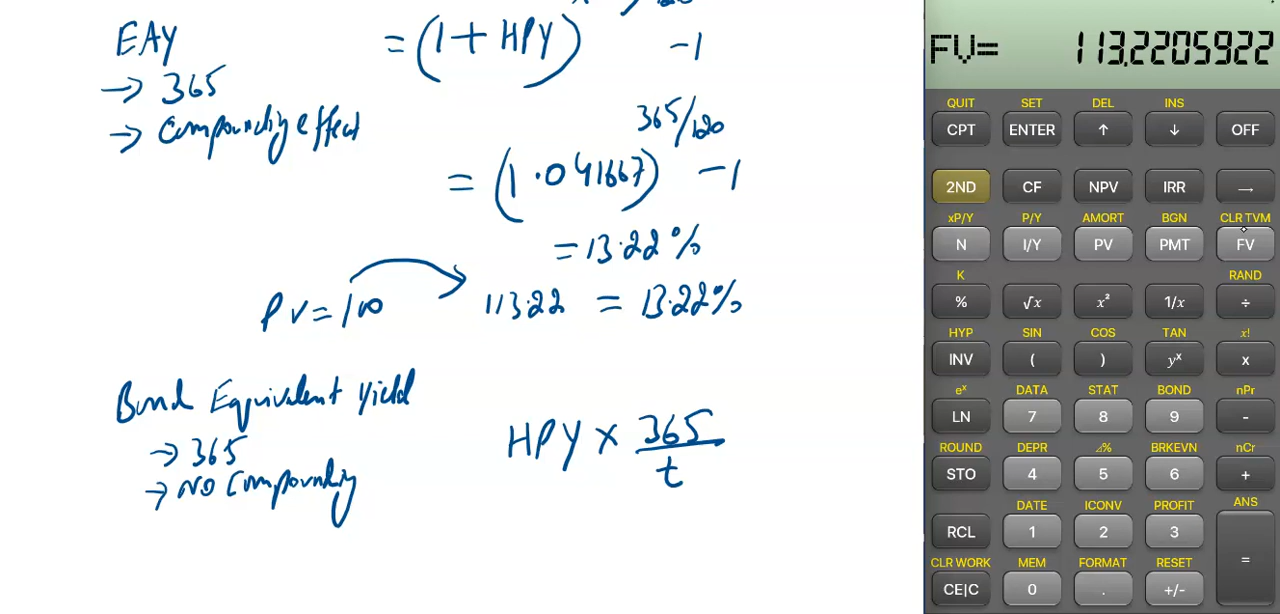 EAY = (1 + HPY) -1
→ 365
→ Compounding effect
365/120
= (1.041667) -1
= 13.22%
PV = 100 113.22 = 13.22%
Bond Equivalent Yield
→ 365
→ No Compounding
HPY × 365
t
FV= 113.2205922
QUIT SET DEL INS
CPT ENTER ↑ ↓ OFF
2ND CF NPV IRR →
xP/Y P/Y AMORT BGN CLR TVM
N I/Y PV PMT FV
K RAND
% √x x² 1/x ÷
HYP SIN COS TAN x!
INV ( ) yˣ x
eˣ DATA STAT BOND nPr
LN 7 8 9 -
ROUND DEPR ⊿% BRKEVN nCr
STO 4 5 6 +
DATE ICONV PROFIT ANS
RCL 1 2 3 =
CLR WORK MEM FORMAT RESET
CE|C 0 . +/-